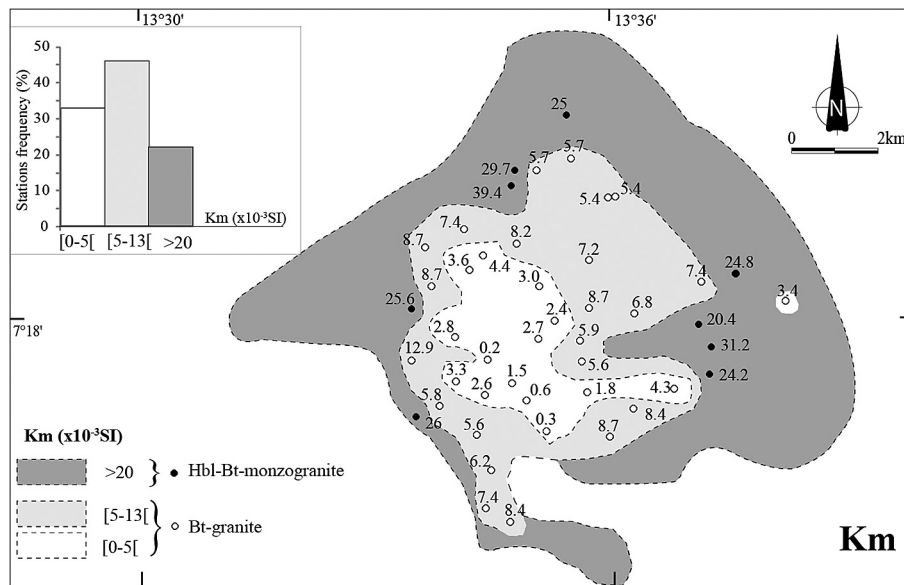 13°30'
13°36'
50
40
30
20
10
0
Stations frequency (%)
Km (x10⁻³SI)
[0-5[ [5-13[ >20
N
0 2km
7°18'
25
5.7
29.7 5.7
39.4
5.4 5.4
7.4
8.7 8.2
3.6 4.4 7.2
24.8
8.7 3.0 7.4
3.4
25.6 8.7 6.8
2.4
20.4
2.8 2.7 5.9
31.2
12.9 0.2 5.6
24.2
3.3 1.5
2.6 0.6 1.8 4.3
5.8
26 8.4
5.6 0.3 8.7
6.2
7.4
8.4
Km (x10⁻³SI)
>20 } Hbl-Bt-monzogranite
[5-13[
} Bt-granite
[0-5[
Km